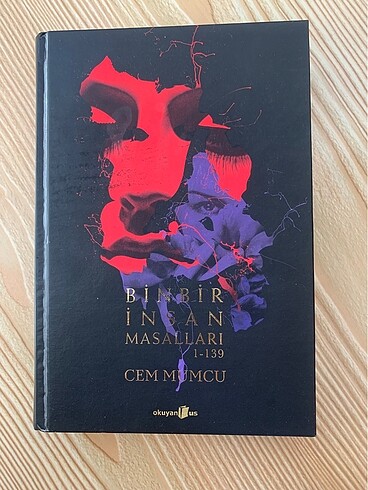 BİNBİR
İNSAN
MASALLARI
1-139
CEM MUMCU
okuyan us